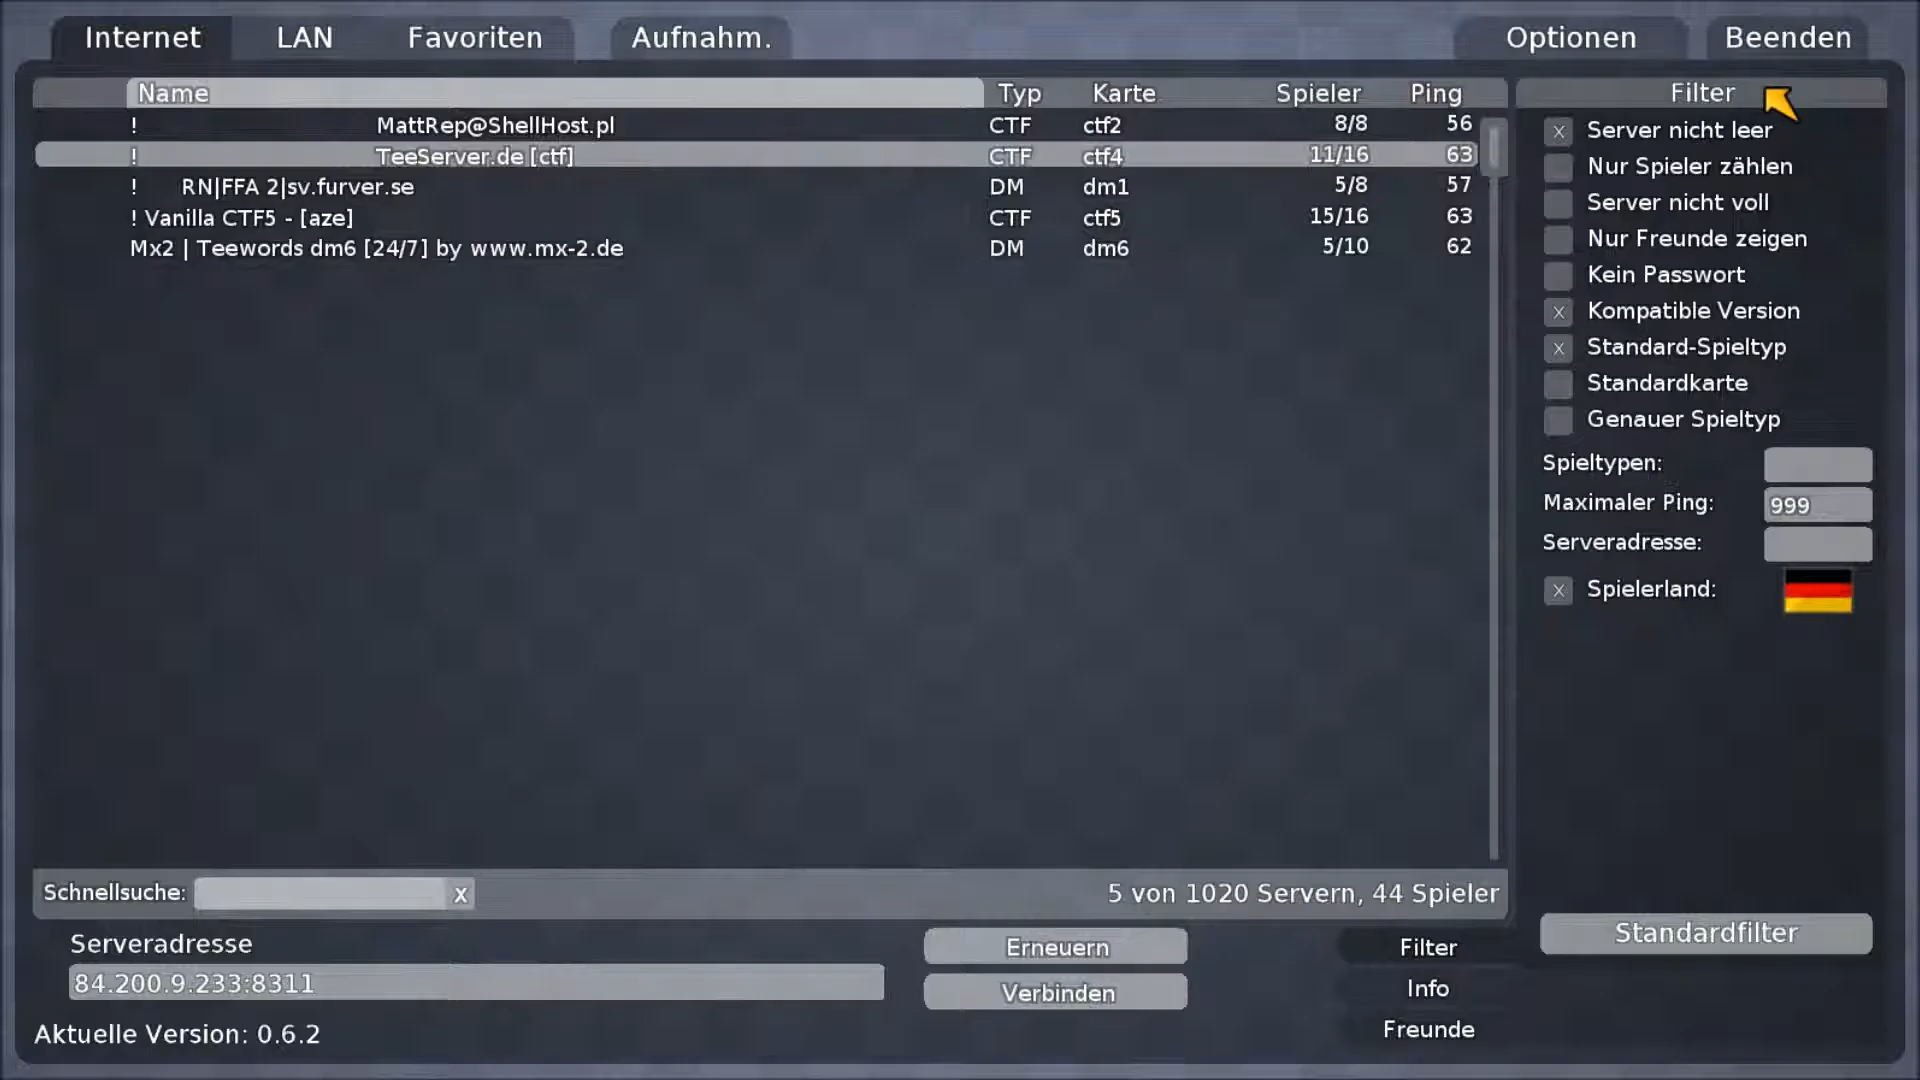 Internet LAN Favoriten Aufnahm. Optionen Beenden
Name Typ Karte Spieler Ping
! MattRep@ShellHost.pl CTF ctf2 8/8 56
! TeeServer.de [ctf] CTF ctf4 11/16 63
! RN|FFA 2|sv.furver.se DM dm1 5/8 57
! Vanilla CTF5 - [aze] CTF ctf5 15/16 63
Mx2 | Teewords dm6 [24/7] by www.mx-2.de DM dm6 5/10 62
Filter
x Server nicht leer
Nur Spieler zählen
Server nicht voll
Nur Freunde zeigen
Kein Passwort
x Kompatible Version
x Standard-Spieltyp
Standardkarte
Genauer Spieltyp
Spieltypen:
Maximaler Ping: 999
Serveradresse:
x Spielerland:
Standardfilter
Schnellsuche: x 5 von 1020 Servern, 44 Spieler
Serveradresse
84.200.9.233:8311
Aktuelle Version: 0.6.2
Erneuern
Verbinden
Filter
Info
Freunde